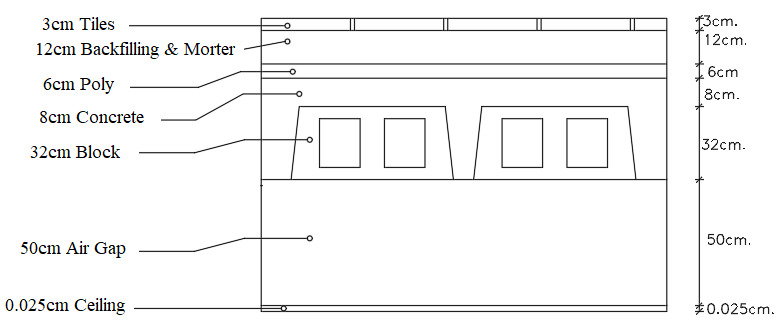 3cm Tiles
3cm.
12cm Backfilling & Morter
12cm.
6cm Poly
6cm
8cm Concrete
8cm.
32cm Block
32cm.
50cm Air Gap
50cm.
0.025cm Ceiling
0.025cm.